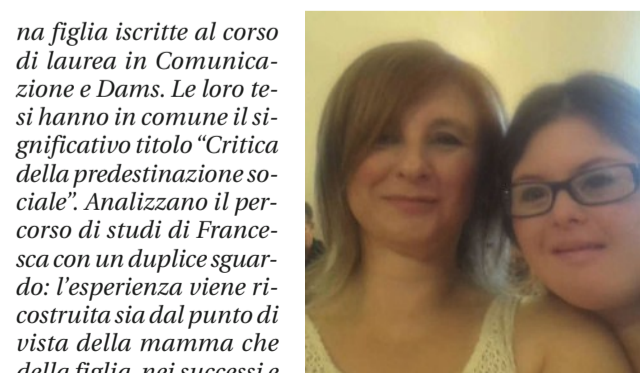 na figlia iscritte al corso
di laurea in Comunica-
zione e Dams. Le loro te-
si hanno in comune il si-
gnificativo titolo “Critica
della predestinazione so-
ciale”. Analizzano il per-
corso di studi di France-
sca con un duplice sguar-
do: l’esperienza viene ri-
costruita sia dal punto di
vista della mamma che
della figlia, nei successi e